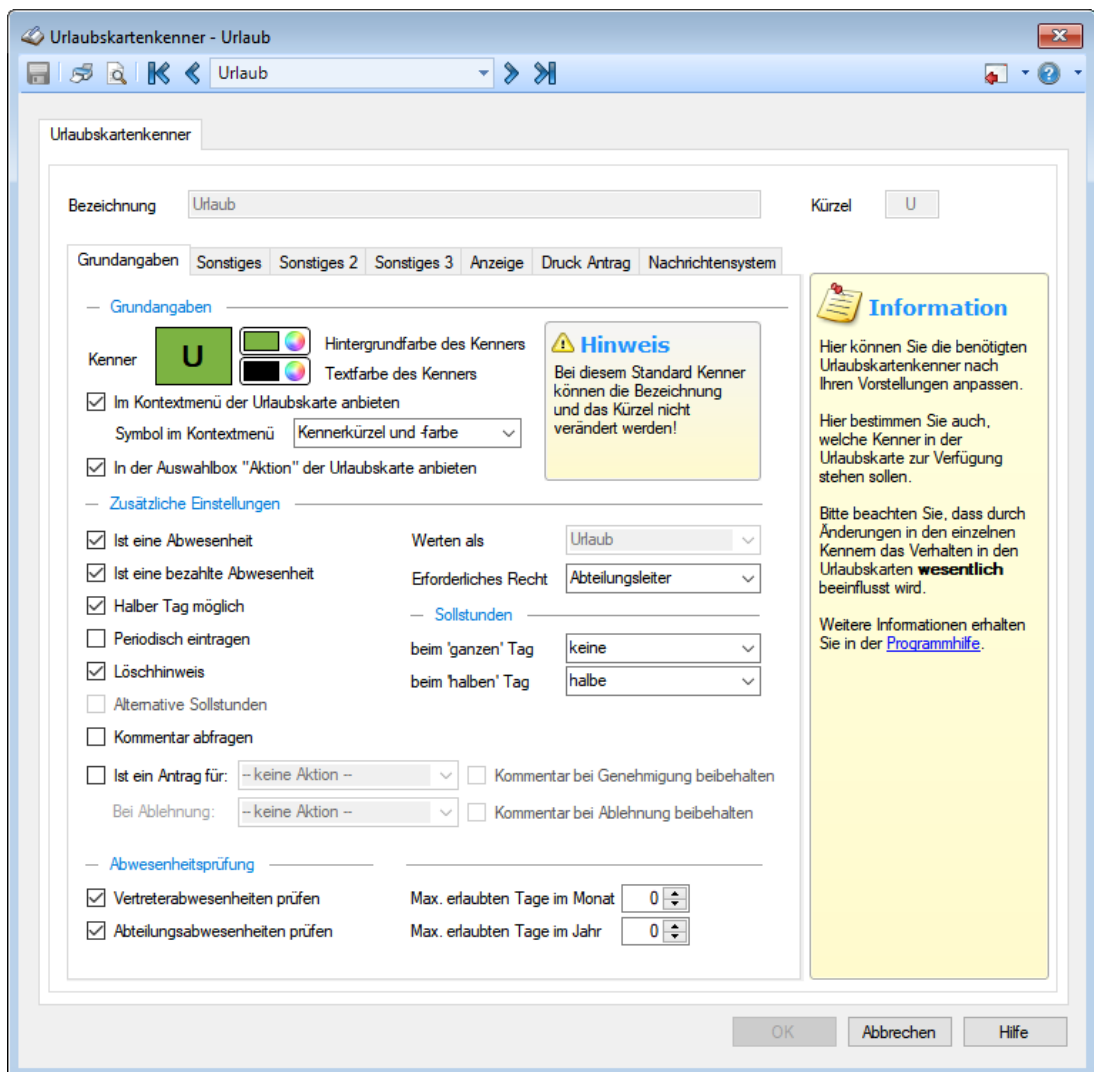 Urlaubskartenkenner - Urlaub
Urlaub
Urlaubskartenkenner
Bezeichnung Urlaub Kürzel U
Grundangaben Sonstiges Sonstiges 2 Sonstiges 3 Anzeige Druck Antrag Nachrichtensystem
Grundangaben
Kenner U
Hintergrundfarbe des Kenners
Textfarbe des Kenners
Im Kontextmenü der Urlaubskarte anbieten
Symbol im Kontextmenü Kennerkürzel und -farbe
In der Auswahlbox "Aktion" der Urlaubskarte anbieten
Hinweis
Bei diesem Standard Kenner
können die Bezeichnung
und das Kürzel nicht
verändert werden!
Zusätzliche Einstellungen
Ist eine Abwesenheit
Ist eine bezahlte Abwesenheit
Halber Tag möglich
Periodisch eintragen
Löschhinweis
Alternative Sollstunden
Kommentar abfragen
Werten als Urlaub
Erforderliches Recht Abteilungsleiter
Sollstunden
beim 'ganzen' Tag keine
beim 'halben' Tag halbe
Ist ein Antrag für: -- keine Aktion -- Kommentar bei Genehmigung beibehalten
Bei Ablehnung: -- keine Aktion -- Kommentar bei Ablehnung beibehalten
Abwesenheitsprüfung
Vertreterabwesenheiten prüfen Max. erlaubten Tage im Monat 0
Abteilungsabwesenheiten prüfen Max. erlaubten Tage im Jahr 0
Information
Hier können Sie die benötigten
Urlaubskartenkenner nach
Ihren Vorstellungen anpassen.
Hier bestimmen Sie auch,
welche Kenner in der
Urlaubskarte zur Verfügung
stehen sollen.
Bitte beachten Sie, dass durch
Änderungen in den einzelnen
Kennern das Verhalten in den
Urlaubskarten wesentlich
beeinflusst wird.
Weitere Informationen erhalten
Sie in der Programmhilfe.
OK Abbrechen Hilfe